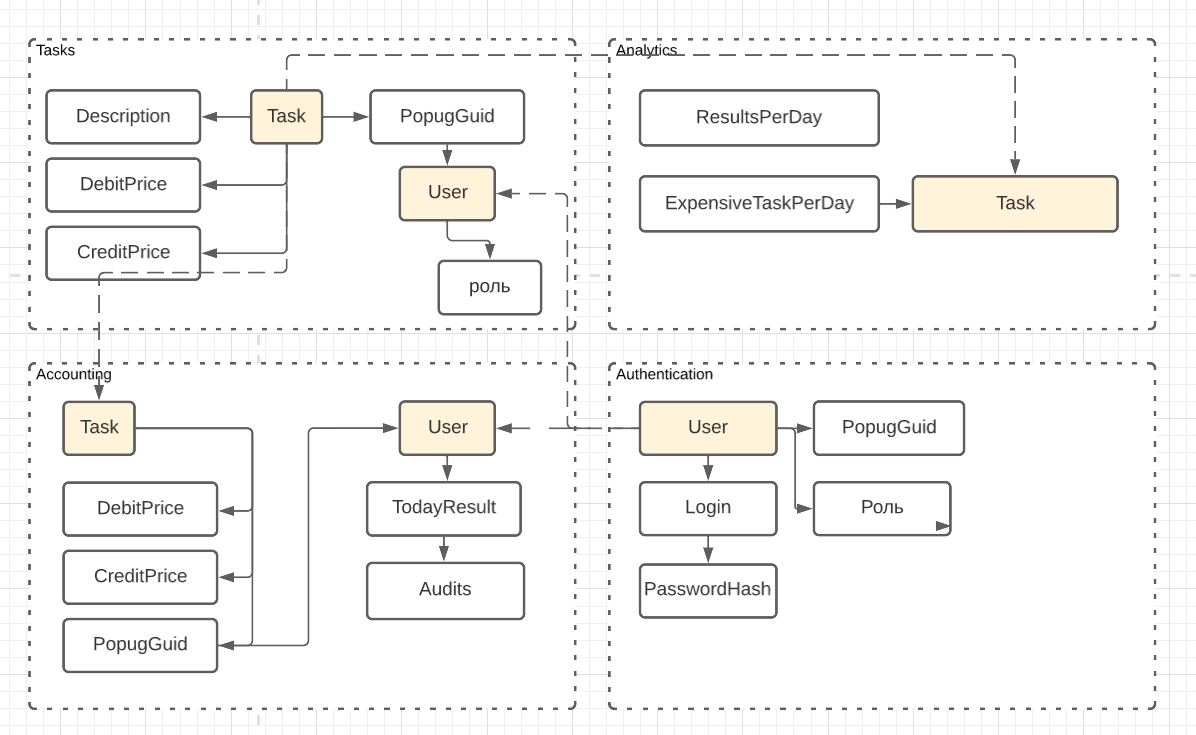 Tasks
Description
Task
PopugGuid
DebitPrice
User
CreditPrice
роль
Analytics
ResultsPerDay
ExpensiveTaskPerDay
Task
Accounting
Task
User
DebitPrice
TodayResult
CreditPrice
Audits
PopugGuid
Authentication
User
PopugGuid
Login
Роль
PasswordHash